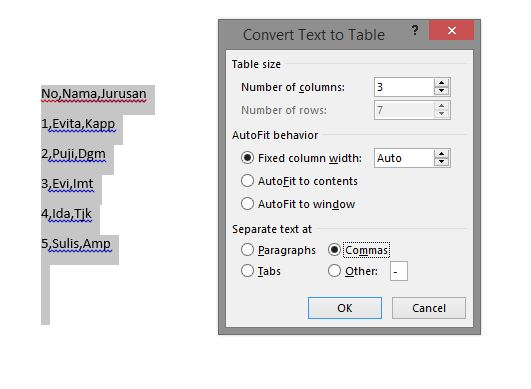 No,Nama,Jurusan
1,Evita,Kapp
2,Puji,Dgm
3,Evi,Imt
4,Ida,Tjk
5,Sulis,Amp
Convert Text to Table ? ×
Table size
Number of columns: 3
Number of rows: 7
AutoFit behavior
Fixed column width: Auto
AutoFit to contents
AutoFit to window
Separate text at
Paragraphs Commas
Tabs Other: -
OK Cancel